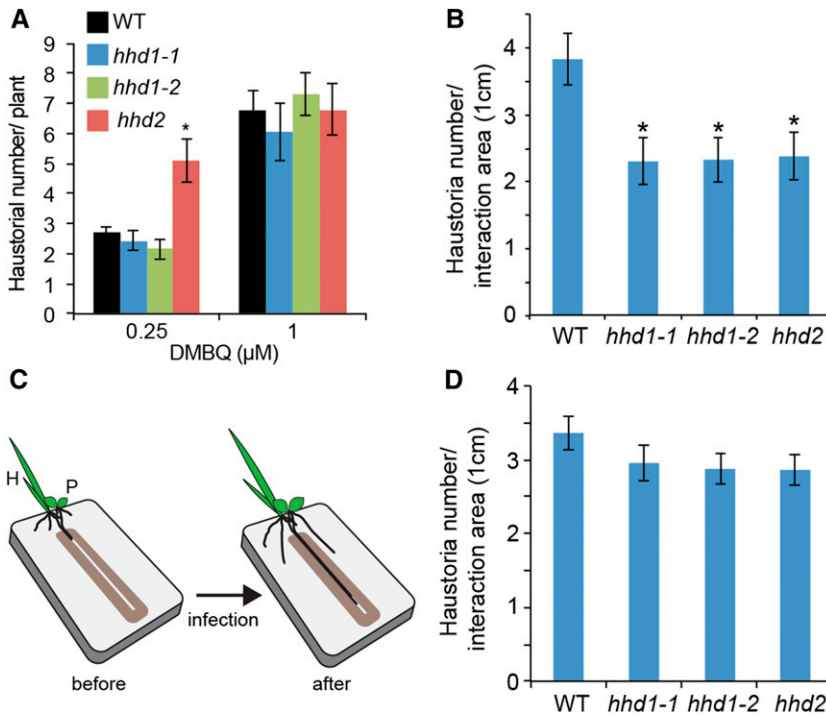 A
WT
hhd1-1
hhd1-2
hhd2
Haustorial number/ plant
9
8
7
6
5
4
3
2
1
0
*
0.25
1
DMBQ (µM)
B
Haustoria number/
interaction area (1cm)
4
3
2
1
0
*
*
*
WT
hhd1-1
hhd1-2
hhd2
C
H
P
infection
before
after
D
Haustoria number/
interaction area (1cm)
4
3
2
1
0
WT
hhd1-1
hhd1-2
hhd2